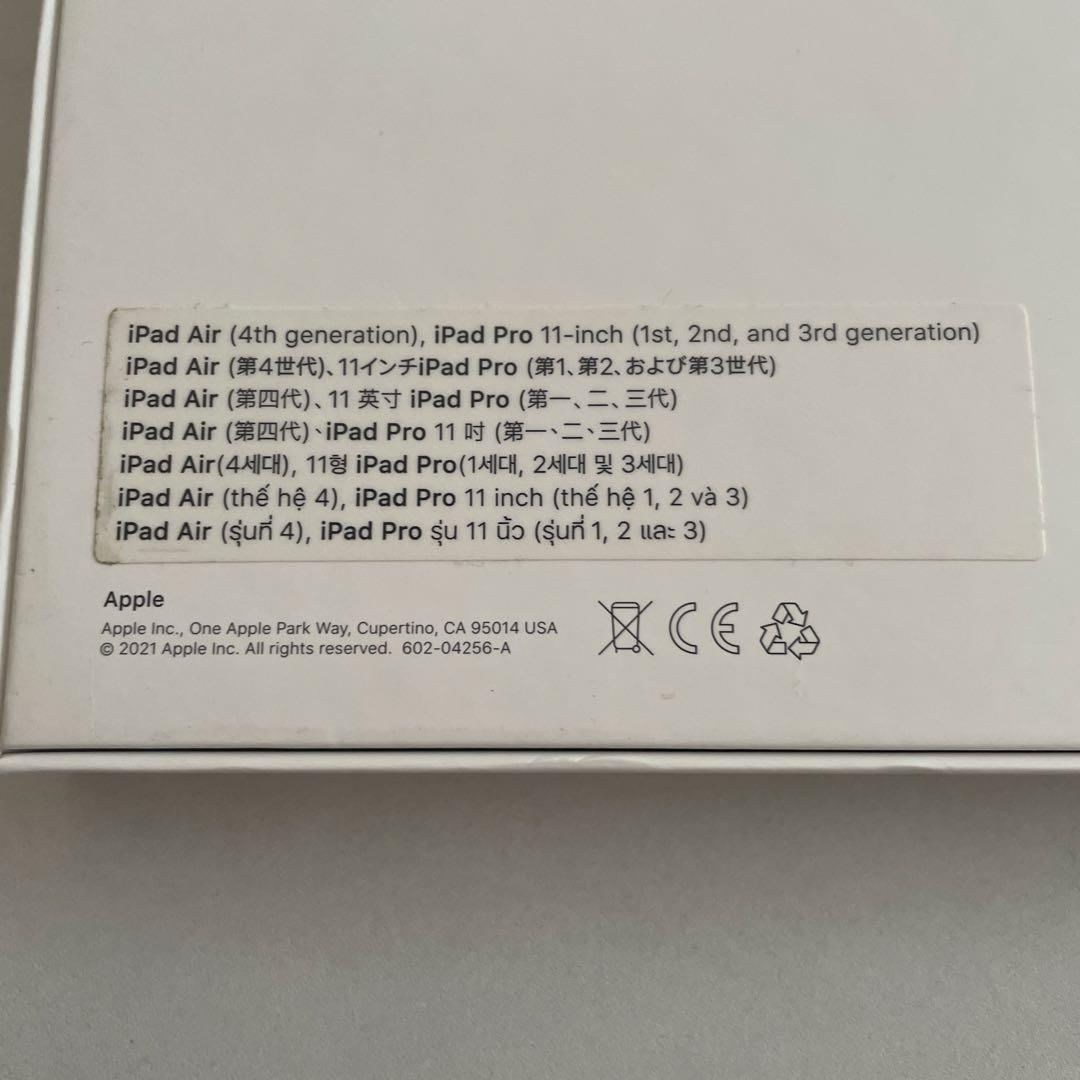 iPad Air (4th generation), iPad Pro 11-inch (1st, 2nd, and 3rd generation)
iPad Air (第4世代)、11インチiPad Pro (第1、第2、および第3世代)
iPad Air (第四代)、11 英寸 iPad Pro (第一、二、三代)
iPad Air (第四代)、iPad Pro 11 吋 (第一、二、三代)
iPad Air(4세대), 11형 iPad Pro(1세대, 2세대 및 3세대)
iPad Air (thế hệ 4), iPad Pro 11 inch (thế hệ 1, 2 và 3)
iPad Air (รุ่นที่ 4), iPad Pro รุ่น 11 นิ้ว (รุ่นที่ 1, 2 และ 3)
Apple
Apple Inc., One Apple Park Way, Cupertino, CA 95014 USA
© 2021 Apple Inc. All rights reserved. 602-04256-A
CE